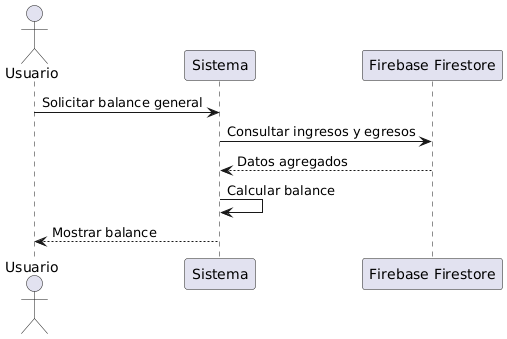 Usuario
Sistema
Firebase Firestore
Solicitar balance general
Consultar ingresos y egresos
Datos agregados
Calcular balance
Mostrar balance
Usuario
Sistema
Firebase Firestore